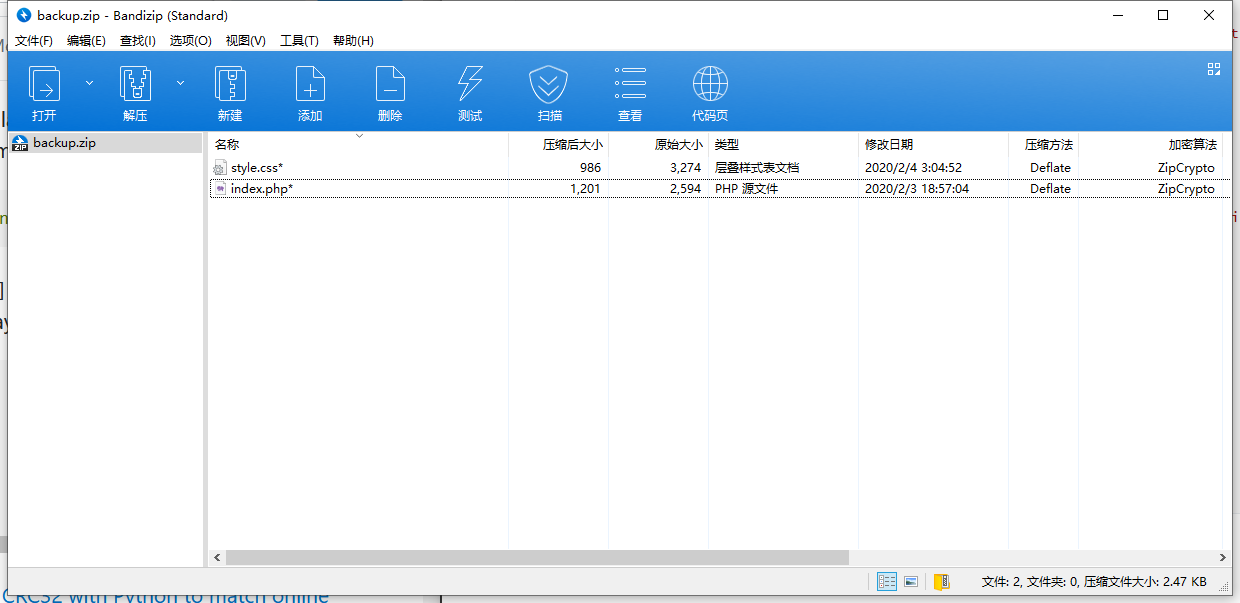 backup.zip - Bandizip (Standard)
文件(F) 编辑(E) 查找(I) 选项(O) 视图(V) 工具(T) 帮助(H)
打开 解压 新建 添加 删除 测试 扫描 查看 代码页
backup.zip
名称 压缩后大小 原始大小 类型 修改日期 压缩方法 加密算法
style.css* 986 3,274 层叠样式表文档 2020/2/4 3:04:52 Deflate ZipCrypto
index.php* 1,201 2,594 PHP 源文件 2020/2/3 18:57:04 Deflate ZipCrypto
文件: 2, 文件夹: 0, 压缩文件大小: 2.47 KB
CRC32 with Python to match online